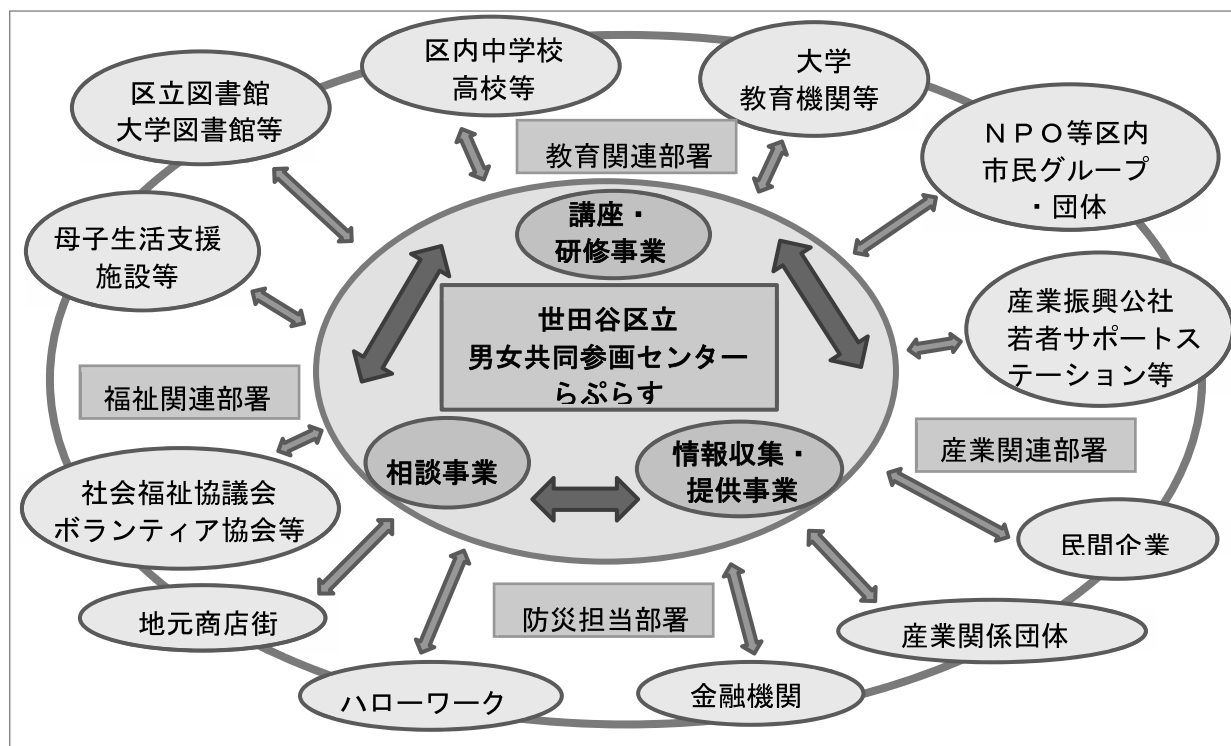 区内中学校
高校等
大学
教育機関等
区立図書館
大学図書館等
NPO等区内
市民グループ
・団体
教育関連部署
講座・
研修事業
母子生活支援
施設等
産業振興公社
若者サポートス
テーション等
世田谷区立
男女共同参画センター
らぷらす
福祉関連部署
産業関連部署
相談事業
情報収集・
提供事業
社会福祉協議会
ボランティア協会等
民間企業
地元商店街
防災担当部署
産業関係団体
ハローワーク
金融機関